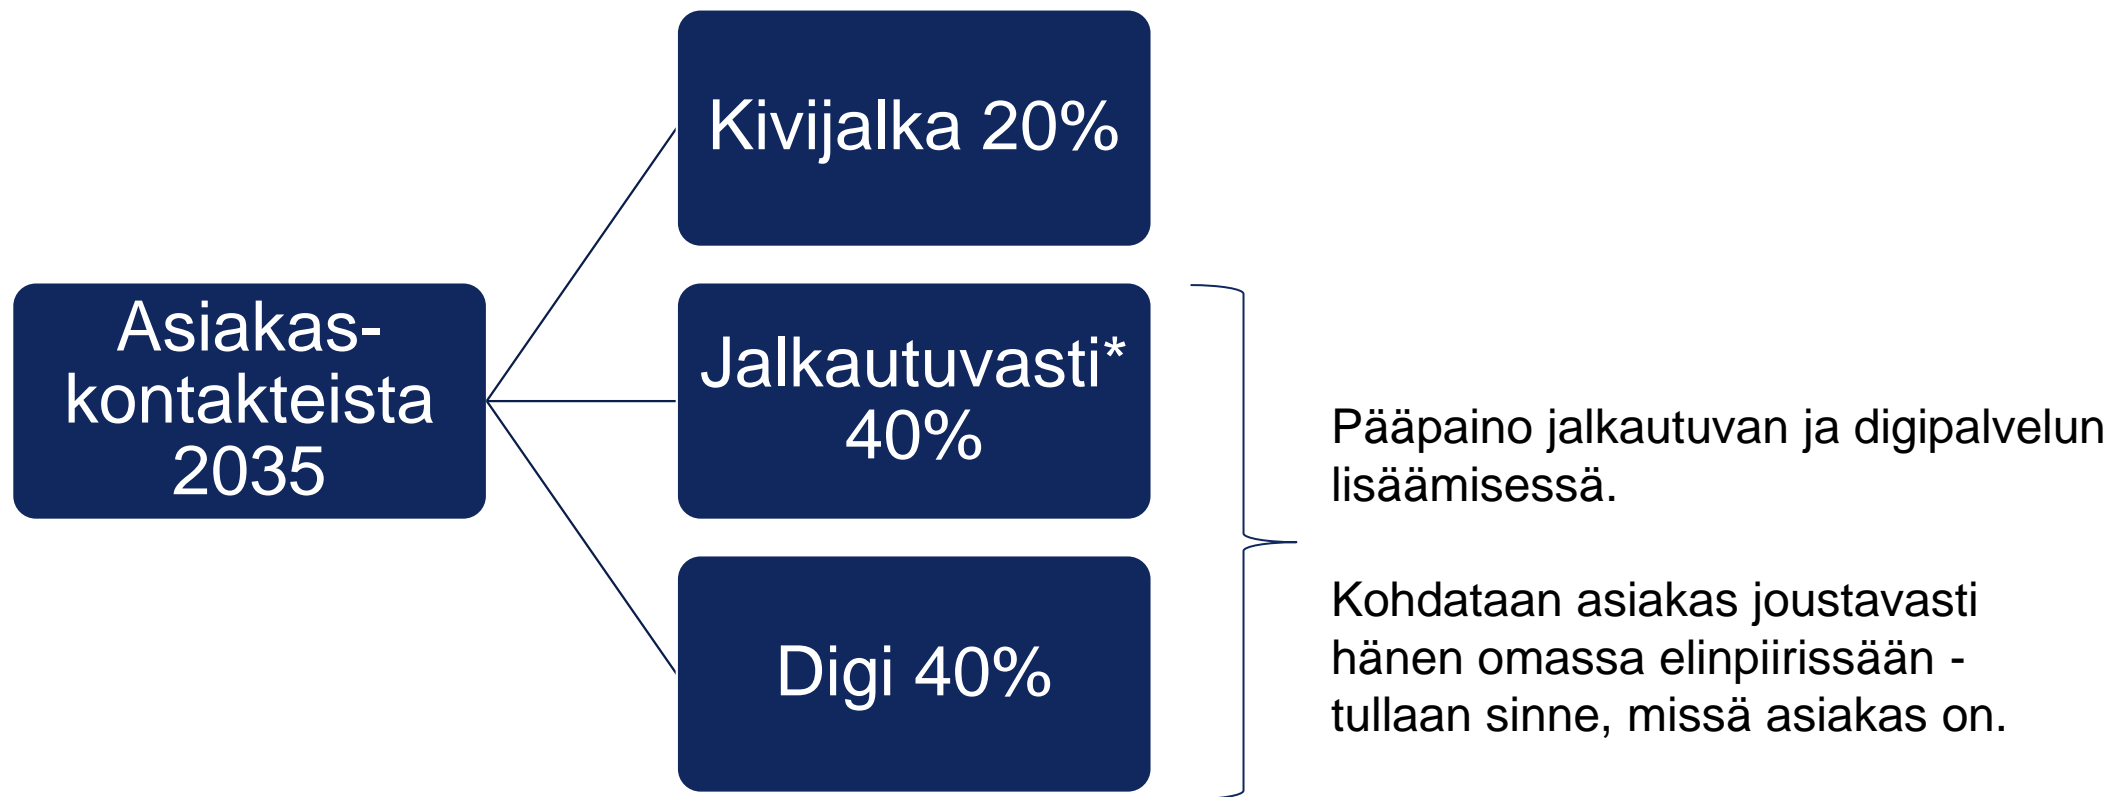 Kivijalka 20%
Asiakas-
kontakteista
2035
Jalkautuvasti*
40%
Digi 40%
Pääpaino jalkautuvan ja digipalvelun
lisäämisessä.
Kohdataan asiakas joustavasti
hänen omassa elinpiirissään -
tullaan sinne, missä asiakas on.